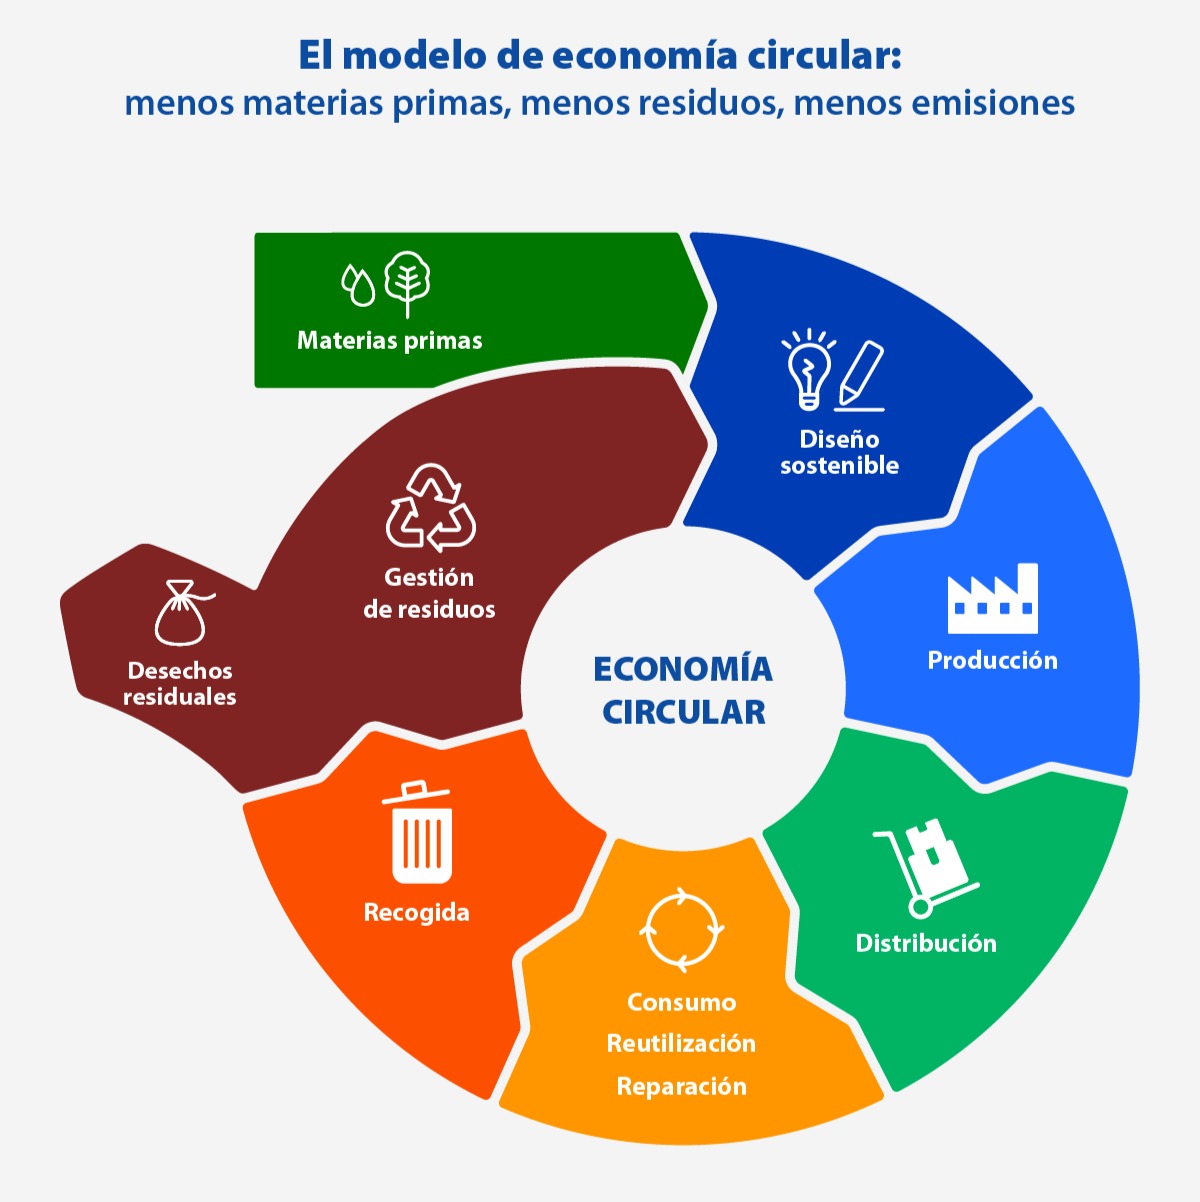 El modelo de economía circular:
menos materias primas, menos residuos, menos emisiones
Materias primas
Diseño
sostenible
Producción
Distribución
Consumo
Reutilización
Reparación
Recogida
Gestión
de residuos
Desechos
residuales
ECONOMÍA
CIRCULAR